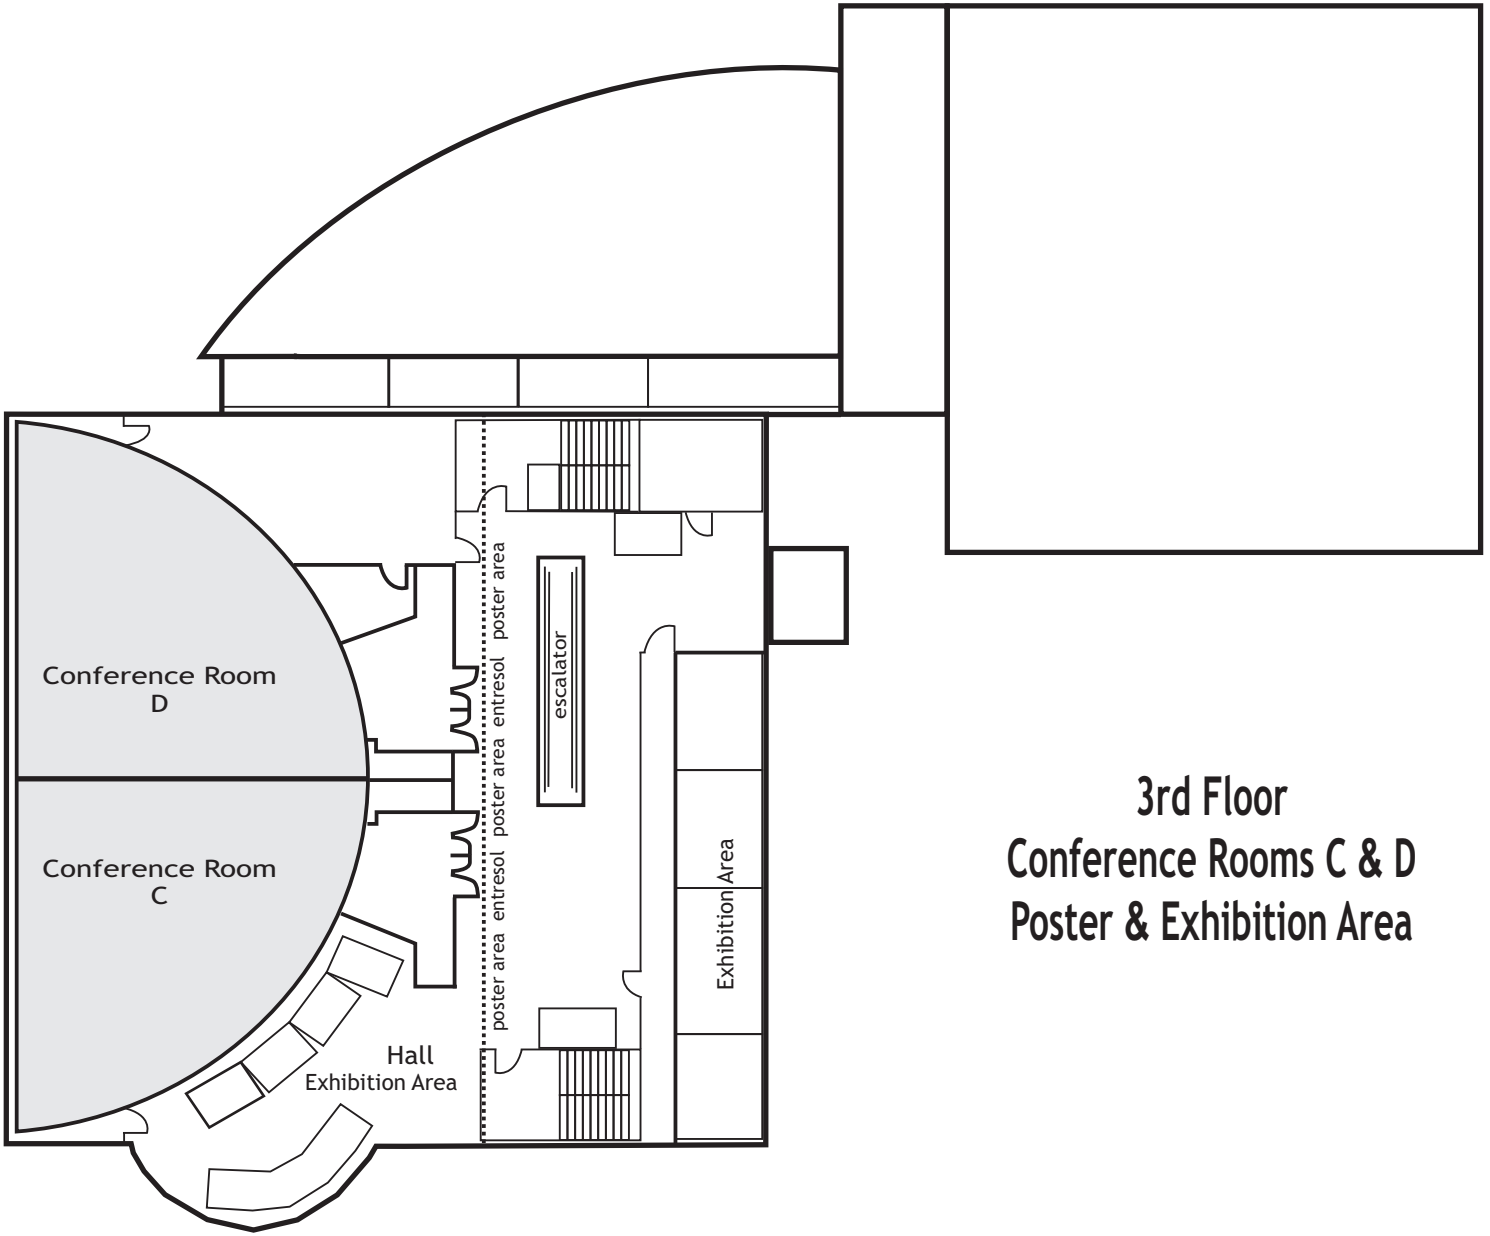 Conference Room
D
Conference Room
C
poster area entresol poster area entresol poster area
escalator
Exhibition Area
Hall
Exhibition Area
3rd Floor
Conference Rooms C & D
Poster & Exhibition Area